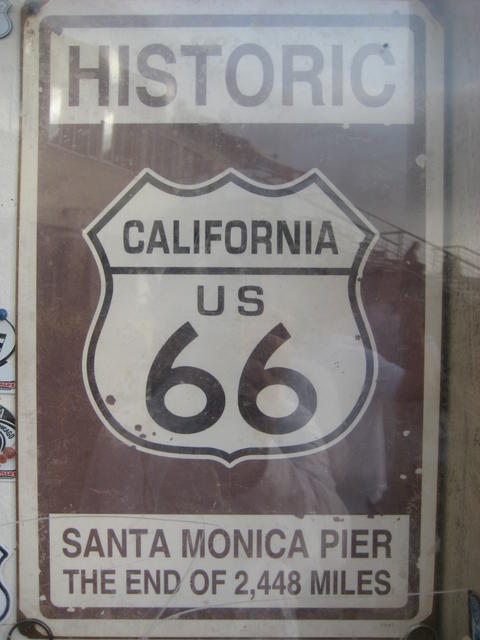 HISTORIC
CALIFORNIA
US
66
SANTA MONICA PIER
THE END OF 2,448 MILES